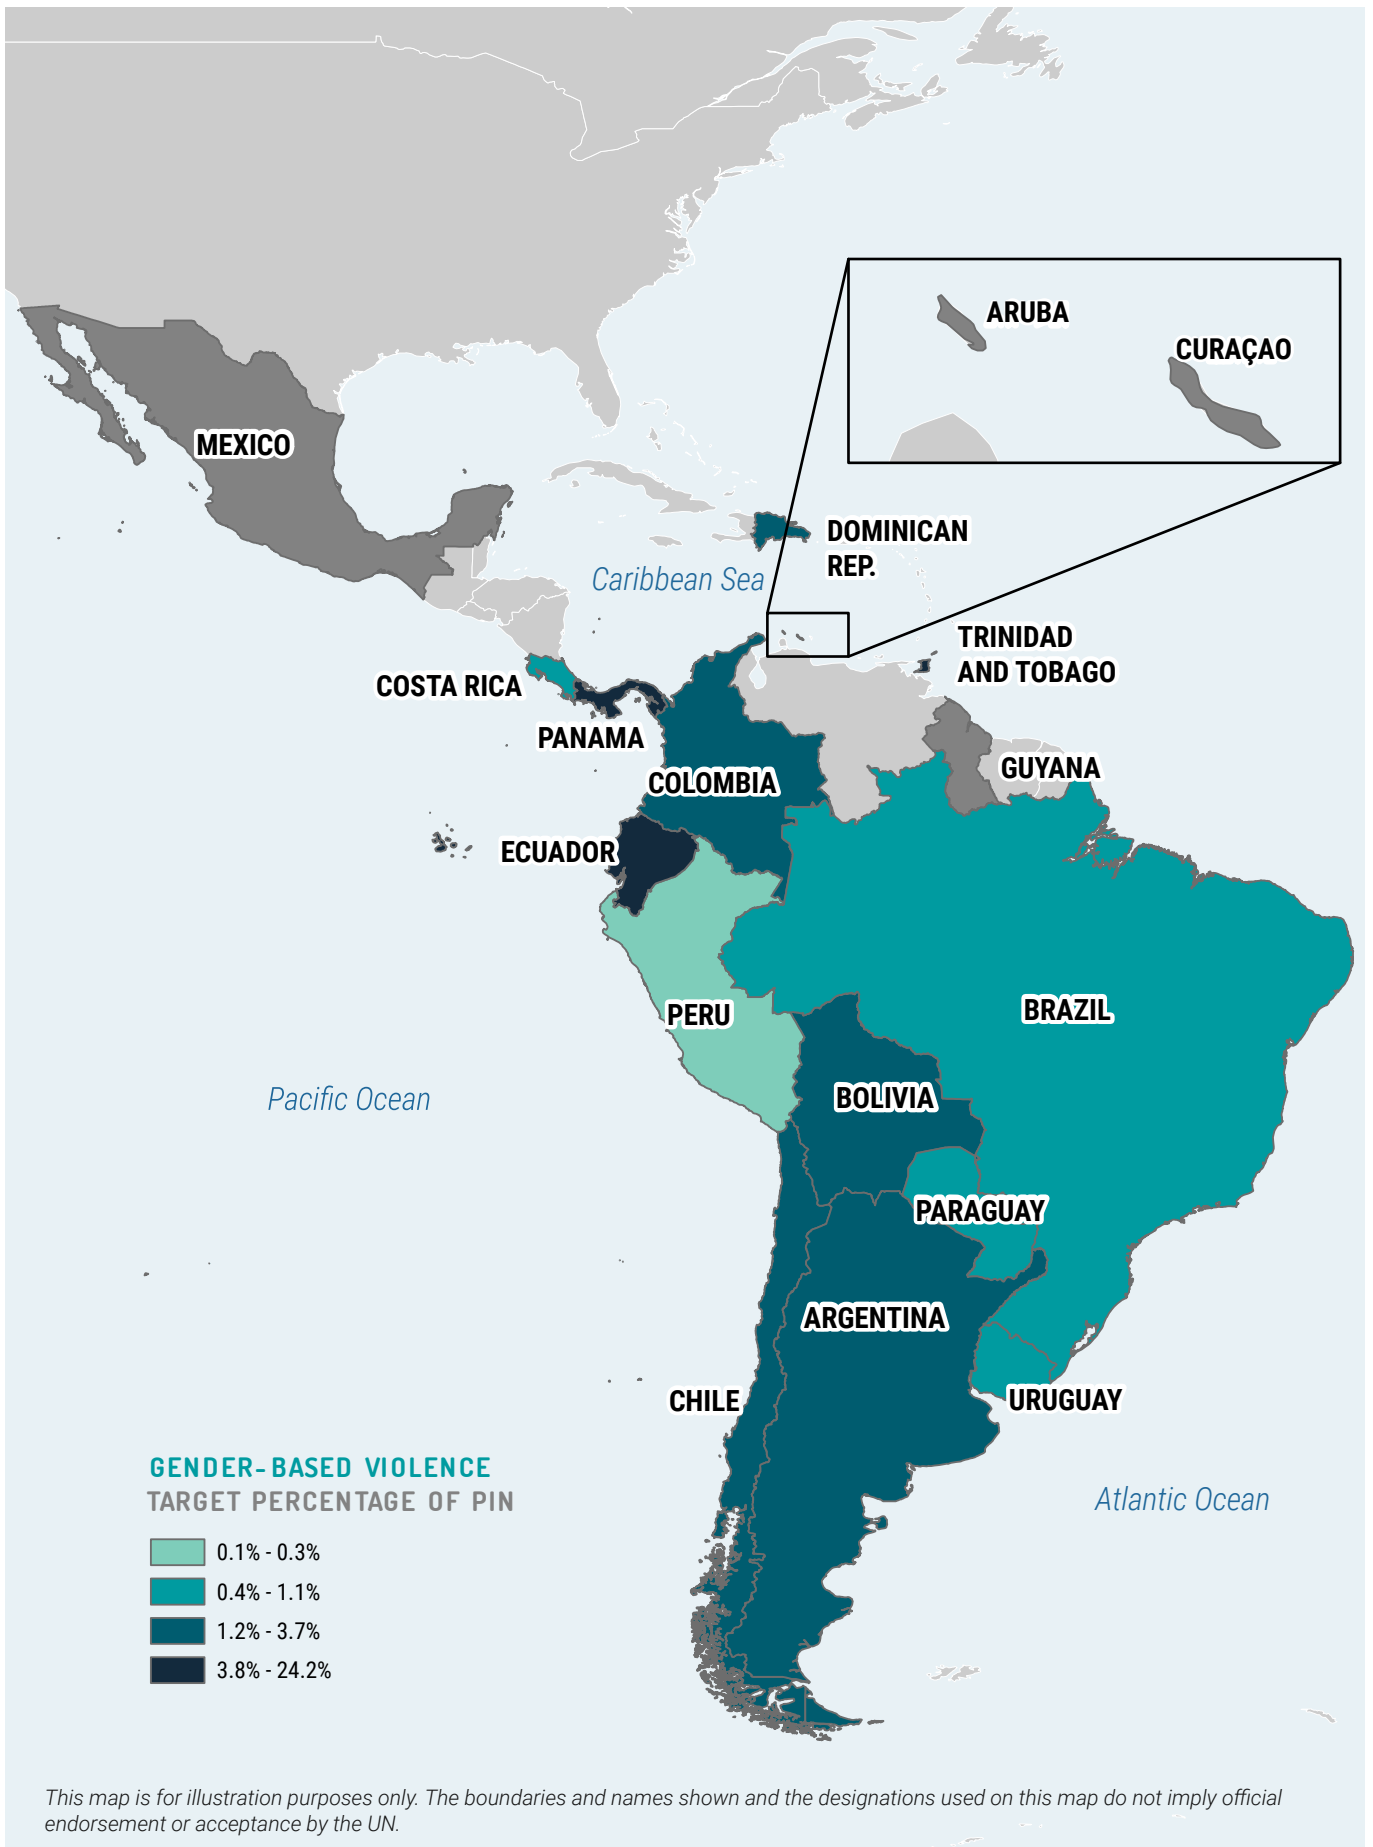 ARUBA
CURAÇAO
MEXICO
DOMINICAN
REP.
Caribbean Sea
TRINIDAD
AND TOBAGO
COSTA RICA
PANAMA
GUYANA
COLOMBIA
ECUADOR
PERU
BRAZIL
Pacific Ocean
BOLIVIA
PARAGUAY
ARGENTINA
CHILE
URUGUAY
Atlantic Ocean
GENDER-BASED VIOLENCE
TARGET PERCENTAGE OF PIN
0.1% - 0.3%
0.4% - 1.1%
1.2% - 3.7%
3.8% - 24.2%
This map is for illustration purposes only. The boundaries and names shown and the designations used on this map do not imply official
endorsement or acceptance by the UN.